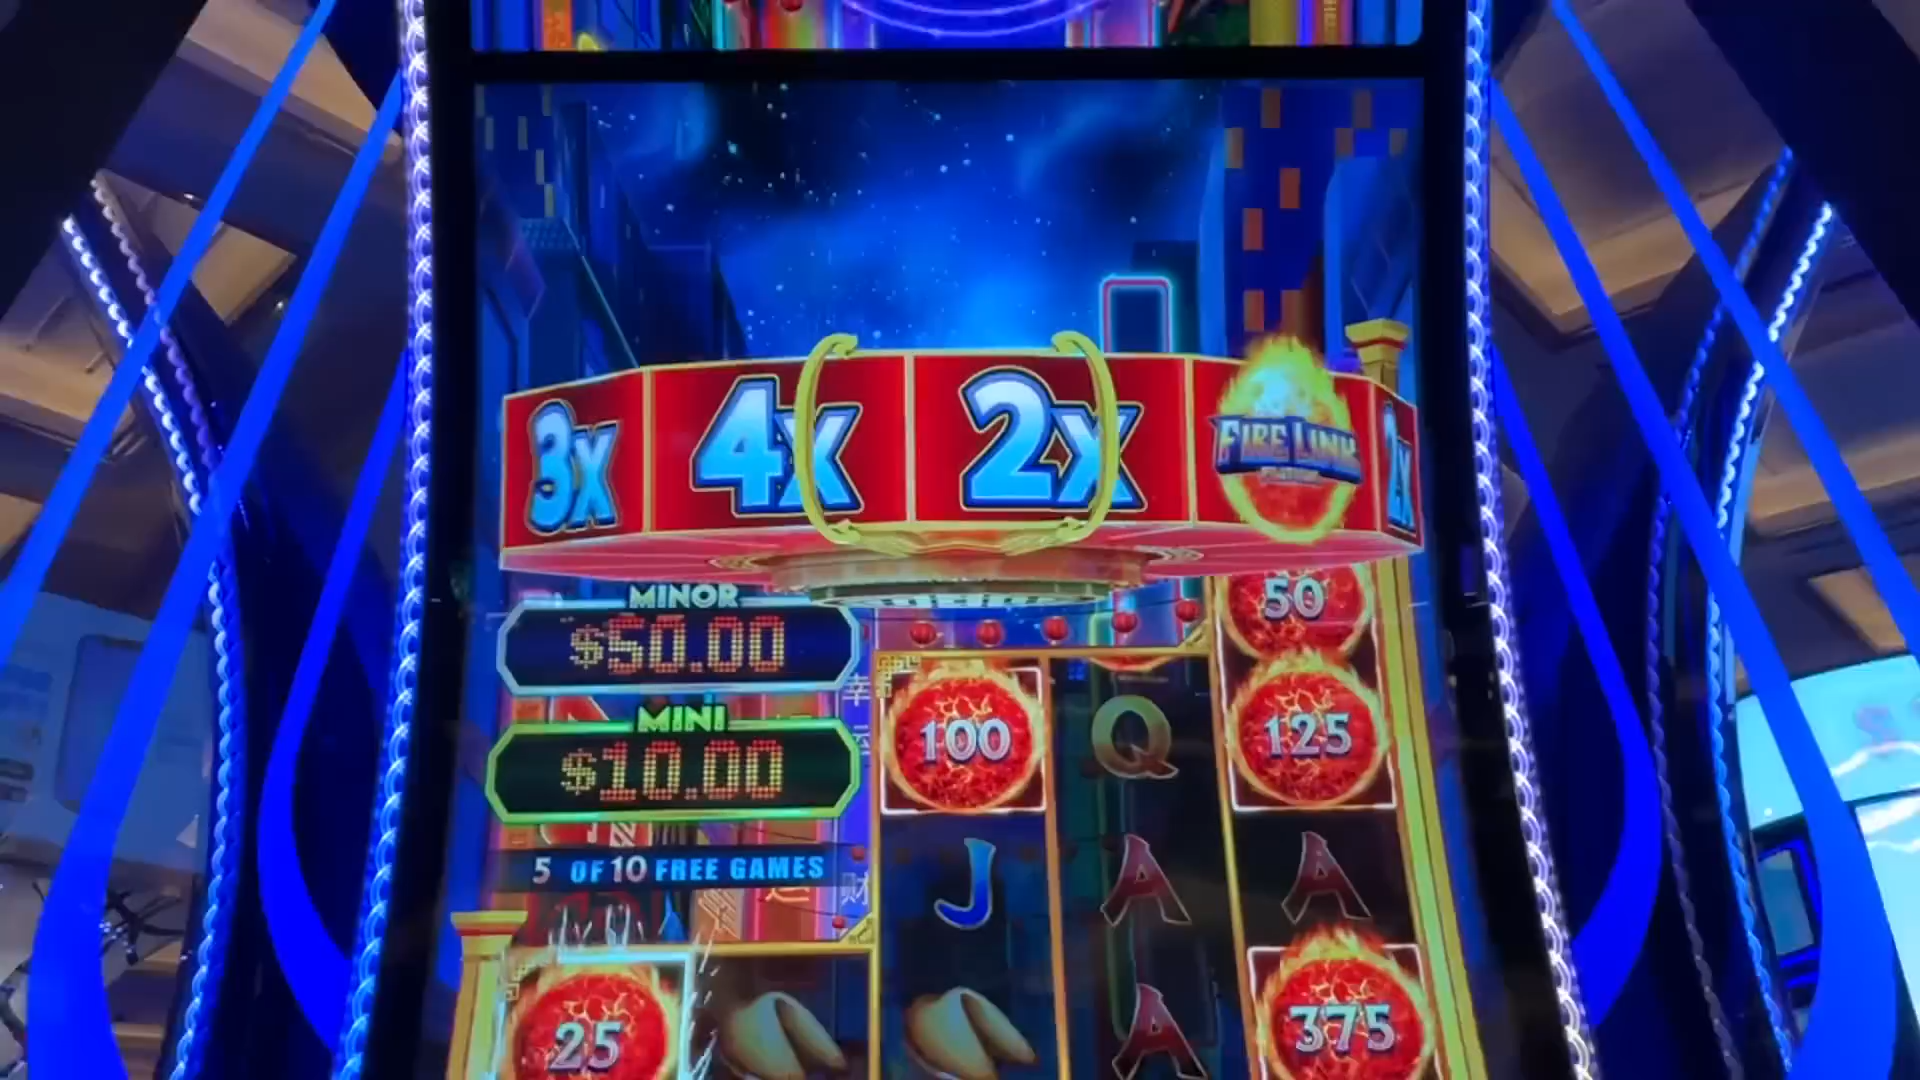 3X
4X
2X
FIRE LINK
2X
MINOR
$50.00
50
MINI
$10.00
100
Q
125
5 OF 10 FREE GAMES
J
A
A
25
A
375